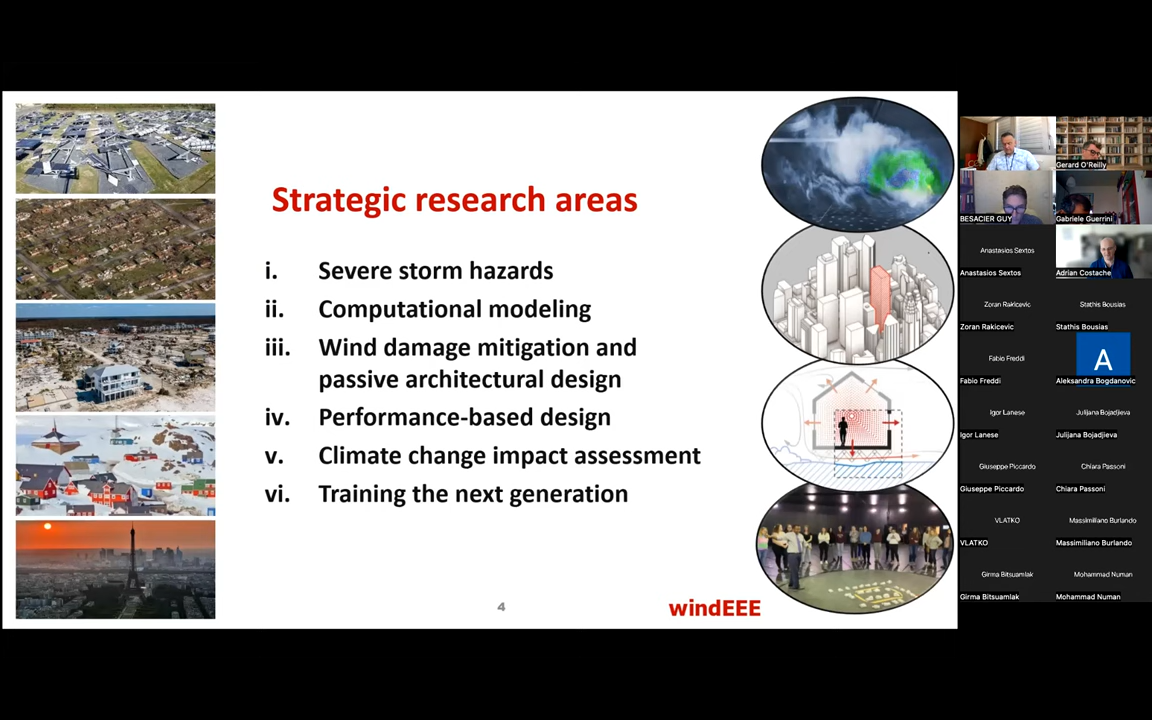 Strategic research areas
i. Severe storm hazards
ii. Computational modeling
iii. Wind damage mitigation and
passive architectural design
iv. Performance-based design
v. Climate change impact assessment
vi. Training the next generation
4
windEEE
Gerard O'Reilly
BESACIER GUY
Gabriele Guerrini
Anastasios Sextos
Anastasios Sextos
Adrian Costache
Zoran Rakicevic
Stathis Bousias
Zoran Rakicevic
Stathis Bousias
Fabio Freddi
A
Fabio Freddi
Aleksandra Bogdanovic
Igor Lanese
Julijana Bojadjieva
Igor Lanese
Julijana Bojadjieva
Giuseppe Piccardo
Chiara Passoni
Giuseppe Piccardo
Chiara Passoni
VLATKO
Massimiliano Burlando
VLATKO
Massimiliano Burlando
Girma Bitsuamlak
Mohammad Numan
Girma Bitsuamlak
Mohammad Numan